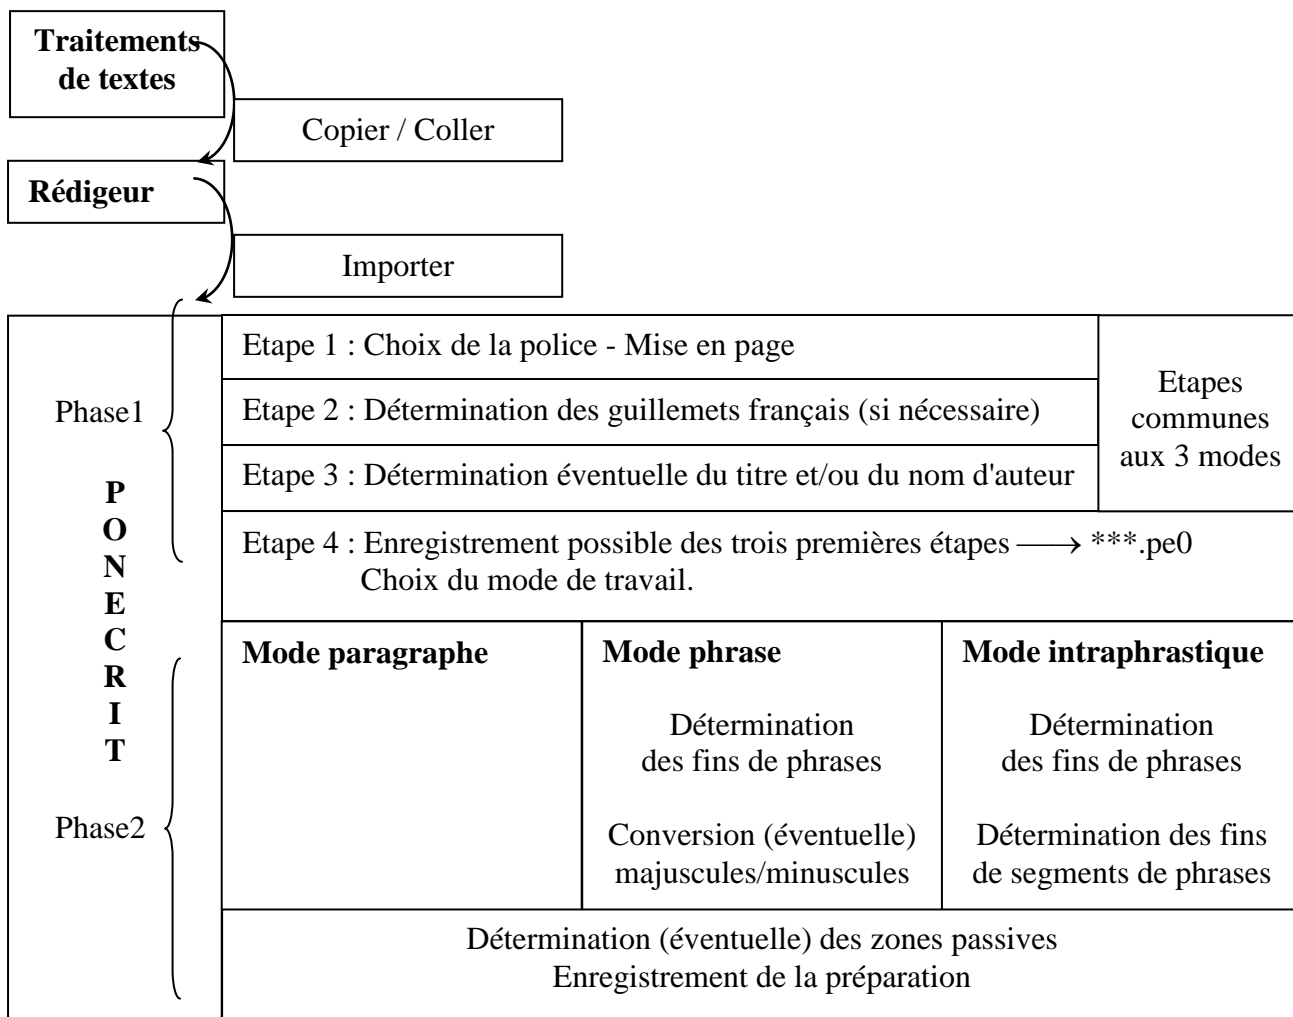 Traitements
de textes
Copier / Coller
Rédigeur
Importer
Etape 1 : Choix de la police - Mise en page
Etape 2 : Détermination des guillemets français (si nécessaire)
Etape 3 : Détermination éventuelle du titre et/ou du nom d'auteur
Etapes
communes
aux 3 modes
Phase1
Etape 4 : Enregistrement possible des trois premières étapes ⟶ ***.pe0
Choix du mode de travail.
P
O
N
E
C
R
I
T
Phase2
Mode paragraphe
Mode phrase
Détermination
des fins de phrases
Conversion (éventuelle)
majuscules/minuscules
Mode intraphrastique
Détermination
des fins de phrases
Détermination des fins
de segments de phrases
Détermination (éventuelle) des zones passives
Enregistrement de la préparation